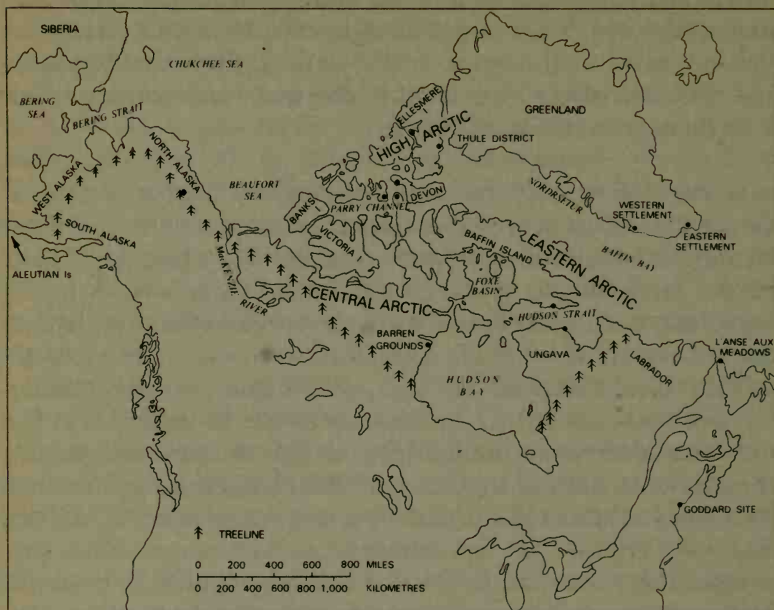 SIBERIA
CHUKCHEE SEA
BERING
SEA
BERING STRAIT
WEST ALASKA
NORTH ALASKA
SOUTH ALASKA
ALEUTIAN Is
BEAUFORT
SEA
MacKENZIE
RIVER
BANKS I
VICTORIA I
PARRY CHANNEL
DEVON
ELLESMERE I
HIGH ARCTIC
GREENLAND
THULE DISTRICT
NORDRSETUR
WESTERN
SETTLEMENT
EASTERN
SETTLEMENT
BAFFIN BAY
BAFFIN ISLAND
EASTERN ARCTIC
FOXE
BASIN
CENTRAL ARCTIC
HUDSON STRAIT
BARREN
GROUNDS
UNGAVA
LABRADOR
LANSE AUX
MEADOWS
HUDSON
BAY
GODDARD SITE
TREELINE
0 200 400 600 800 MILES
0 200 400 600 800 1,000 KILOMETRES